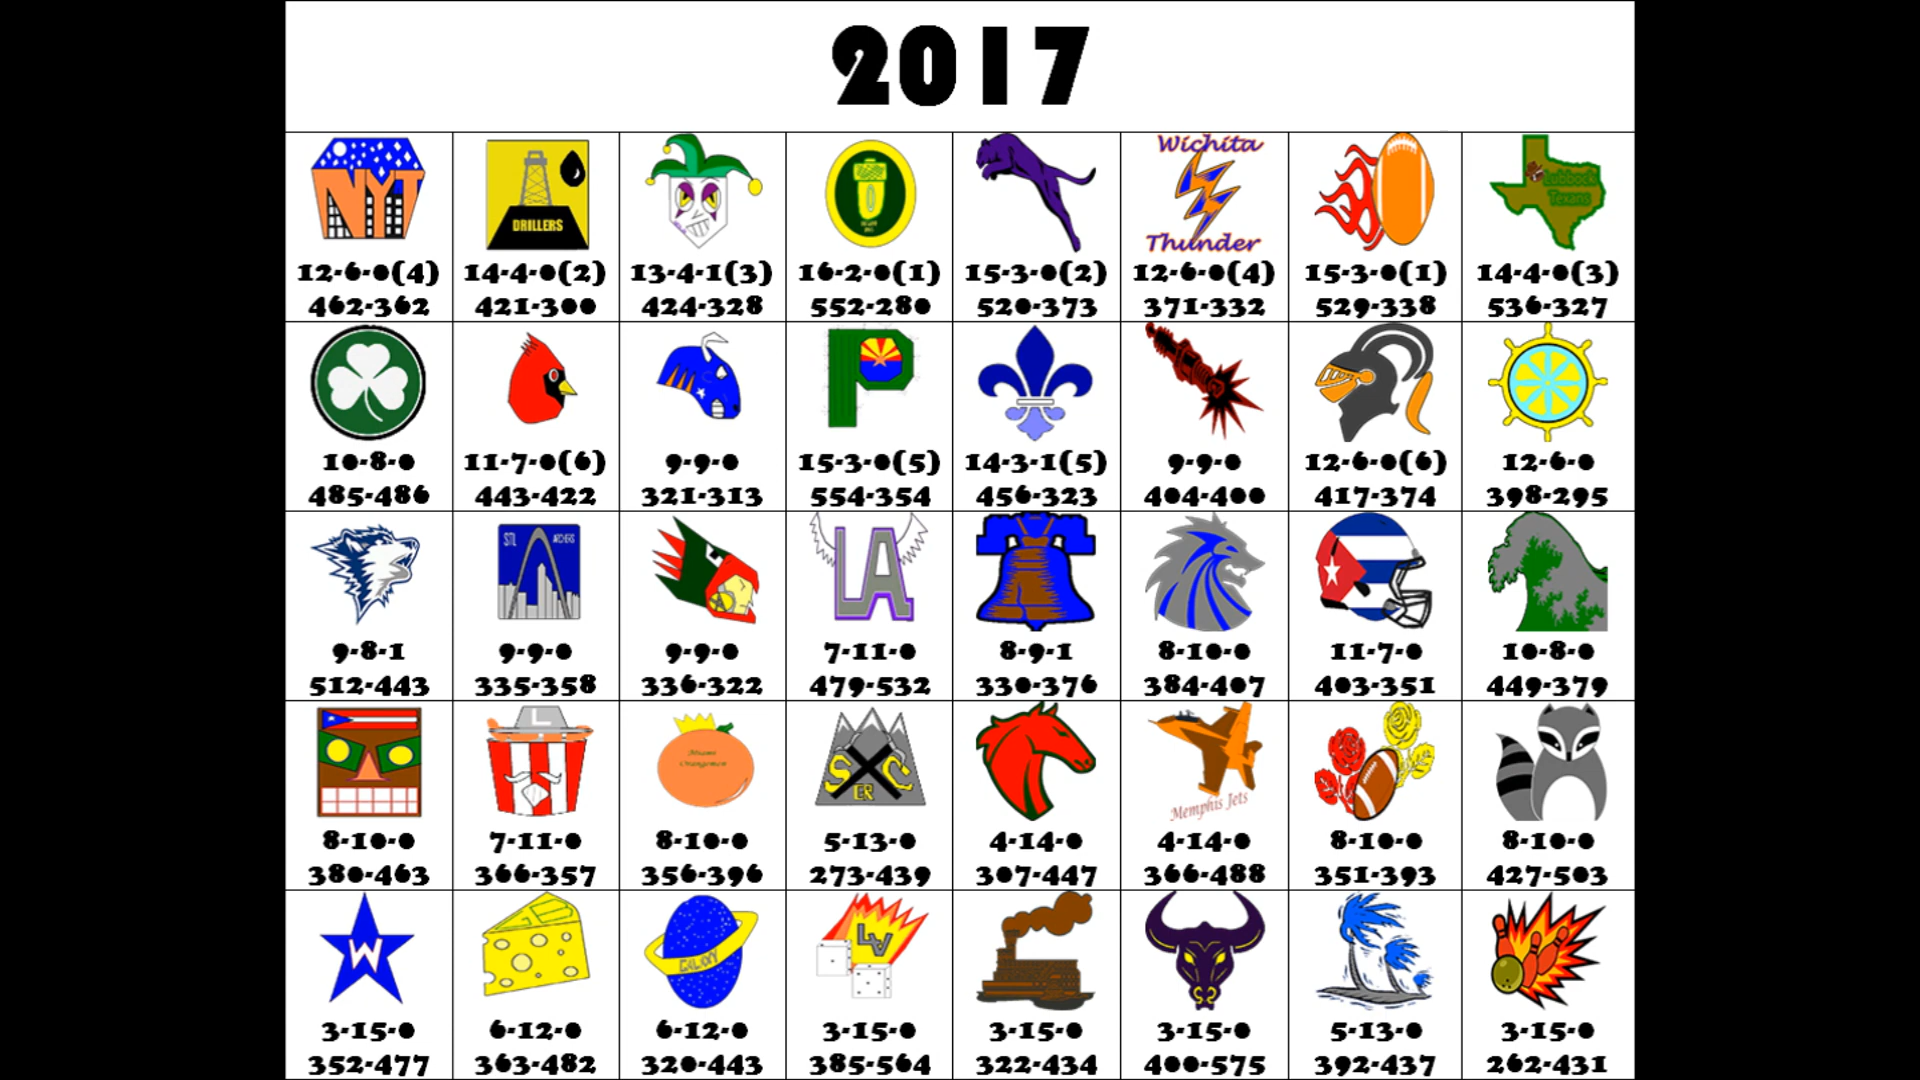 2017
NYT
DRILLERS
O
Wichita
Thunder
Lubbock
Texans
12-6-0(4) 14-4-0(2) 13-4-1(3) 16-2-0(1) 15-3-0(2) 12-6-0(4) 15-3-0(1) 14-4-0(3)
462-362 421-300 424-328 552-280 520-373 371-332 529-338 536-327
P
10-8-0 11-7-0(6) 9-9-0 15-3-0(5) 14-3-1(5) 9-9-0 12-6-0(6) 12-6-0
485-486 443-422 321-313 554-354 456-323 404-400 417-374 398-295
STL ARCHERS
LA
9-8-1 9-9-0 9-9-0 7-11-0 8-9-1 8-10-0 11-7-0 10-8-0
512-443 335-358 336-322 479-532 330-376 384-407 403-351 449-379
L
Miami
Orangemen
S C
ER
Memphis Jets
8-10-0 7-11-0 8-10-0 5-13-0 4-14-0 4-14-0 8-10-0 8-10-0
380-463 366-357 356-396 273-439 307-447 366-488 351-393 427-503
W
GALAXY
LV
3-15-0 6-12-0 6-12-0 3-15-0 3-15-0 3-15-0 5-13-0 3-15-0
352-477 363-482 320-443 385-564 322-434 400-575 392-437 262-431